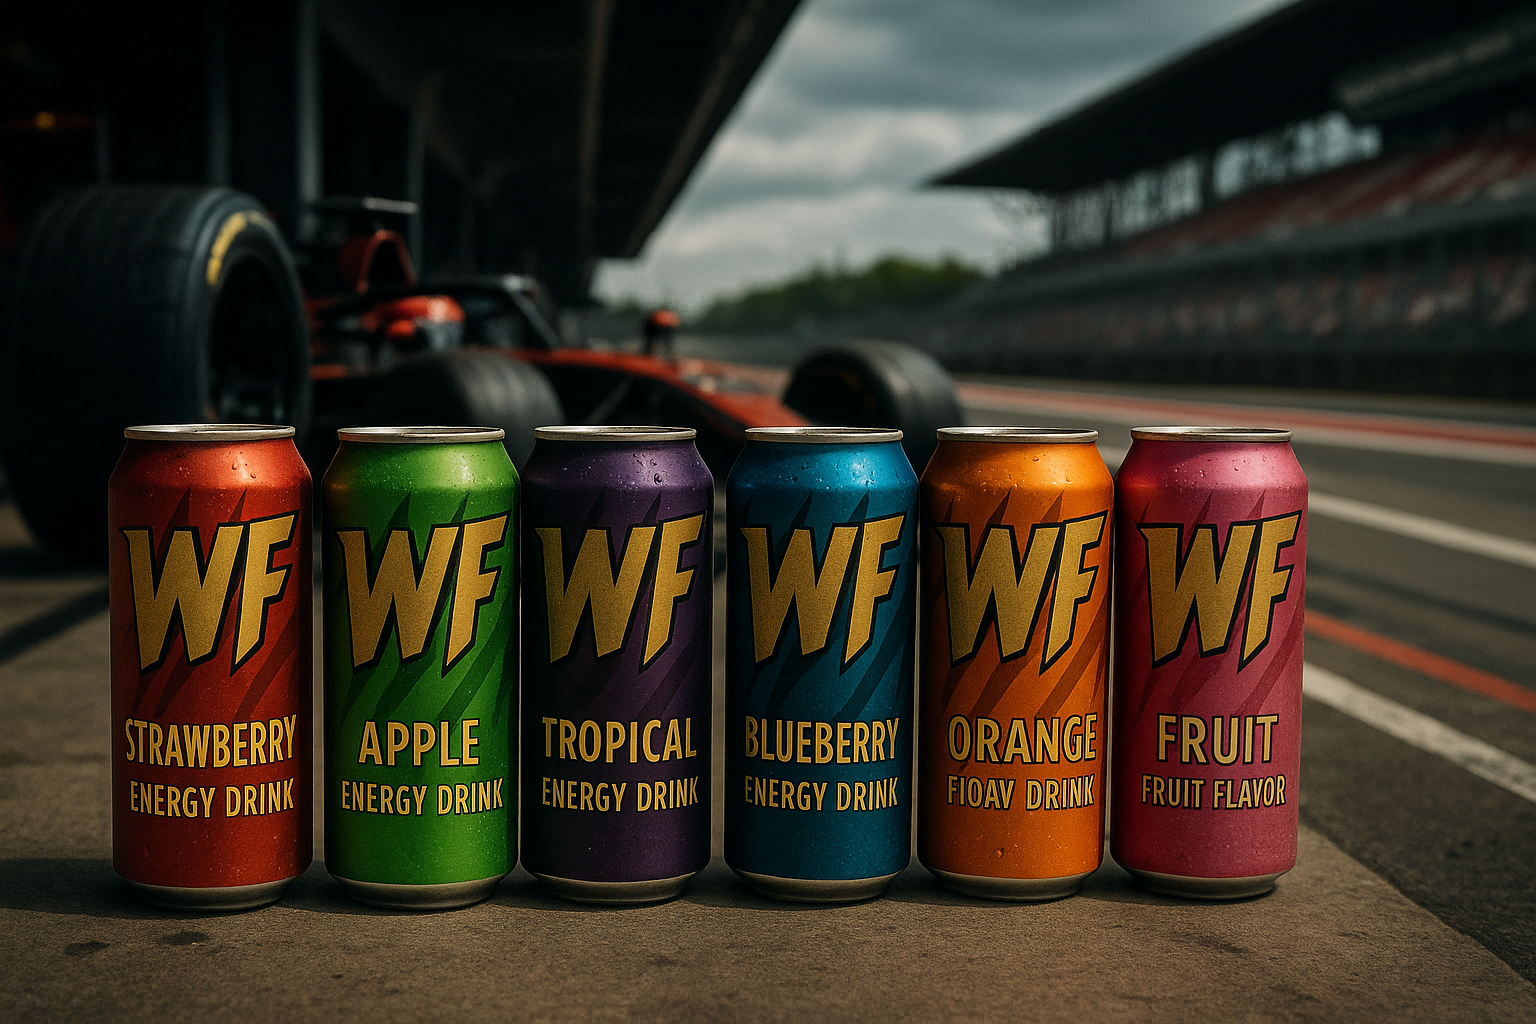 WF
STRAWBERRY
ENERGY DRINK
WF
APPLE
ENERGY DRINK
WF
TROPICAL
ENERGY DRINK
WF
BLUEBERRY
ENERGY DRINK
WF
ORANGE
FIOAV DRINK
WF
FRUIT
FRUIT FLAVOR